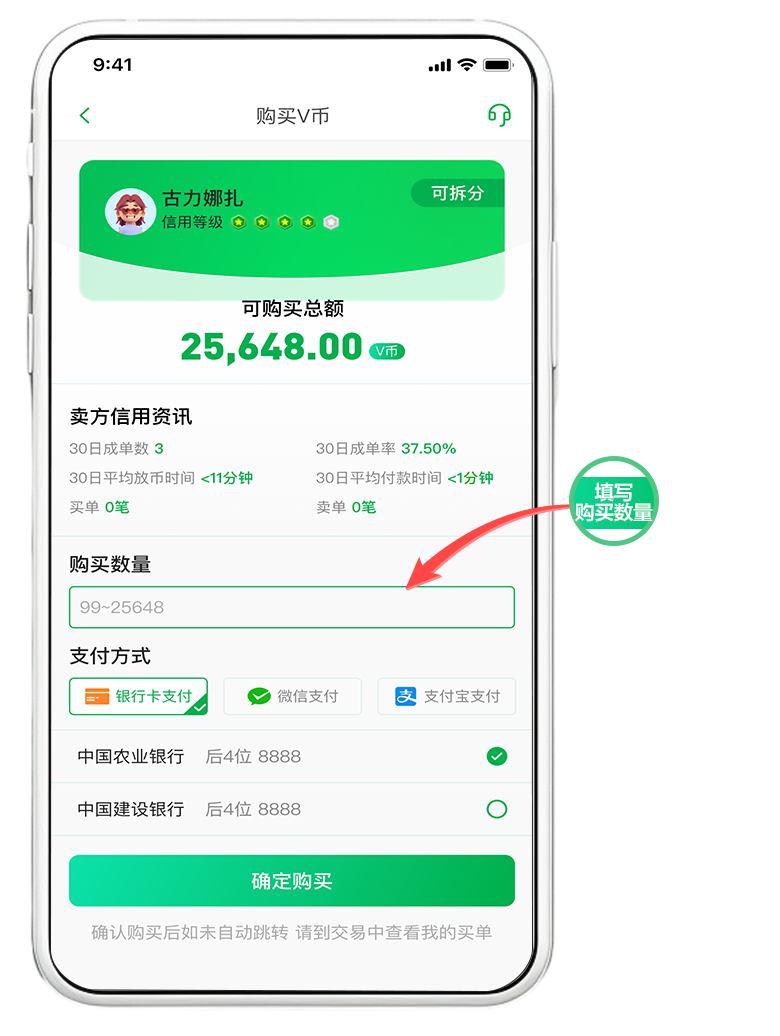 9:41
购买V币
古力娜扎
可拆分
信用等级
可购买总额
25,648.00 V币
卖方信用资讯
30日成单数 3
30日成单率 37.50%
30日平均放币时间 <11分钟
30日平均付款时间 <1分钟
买单 0笔
卖单 0笔
填写
购买数量
购买数量
99~25648
支付方式
银行卡支付
微信支付
支付宝支付
中国农业银行 后4位 8888
中国建设银行 后4位 8888
确定购买
确认购买后如未自动跳转 请到交易中查看我的买单